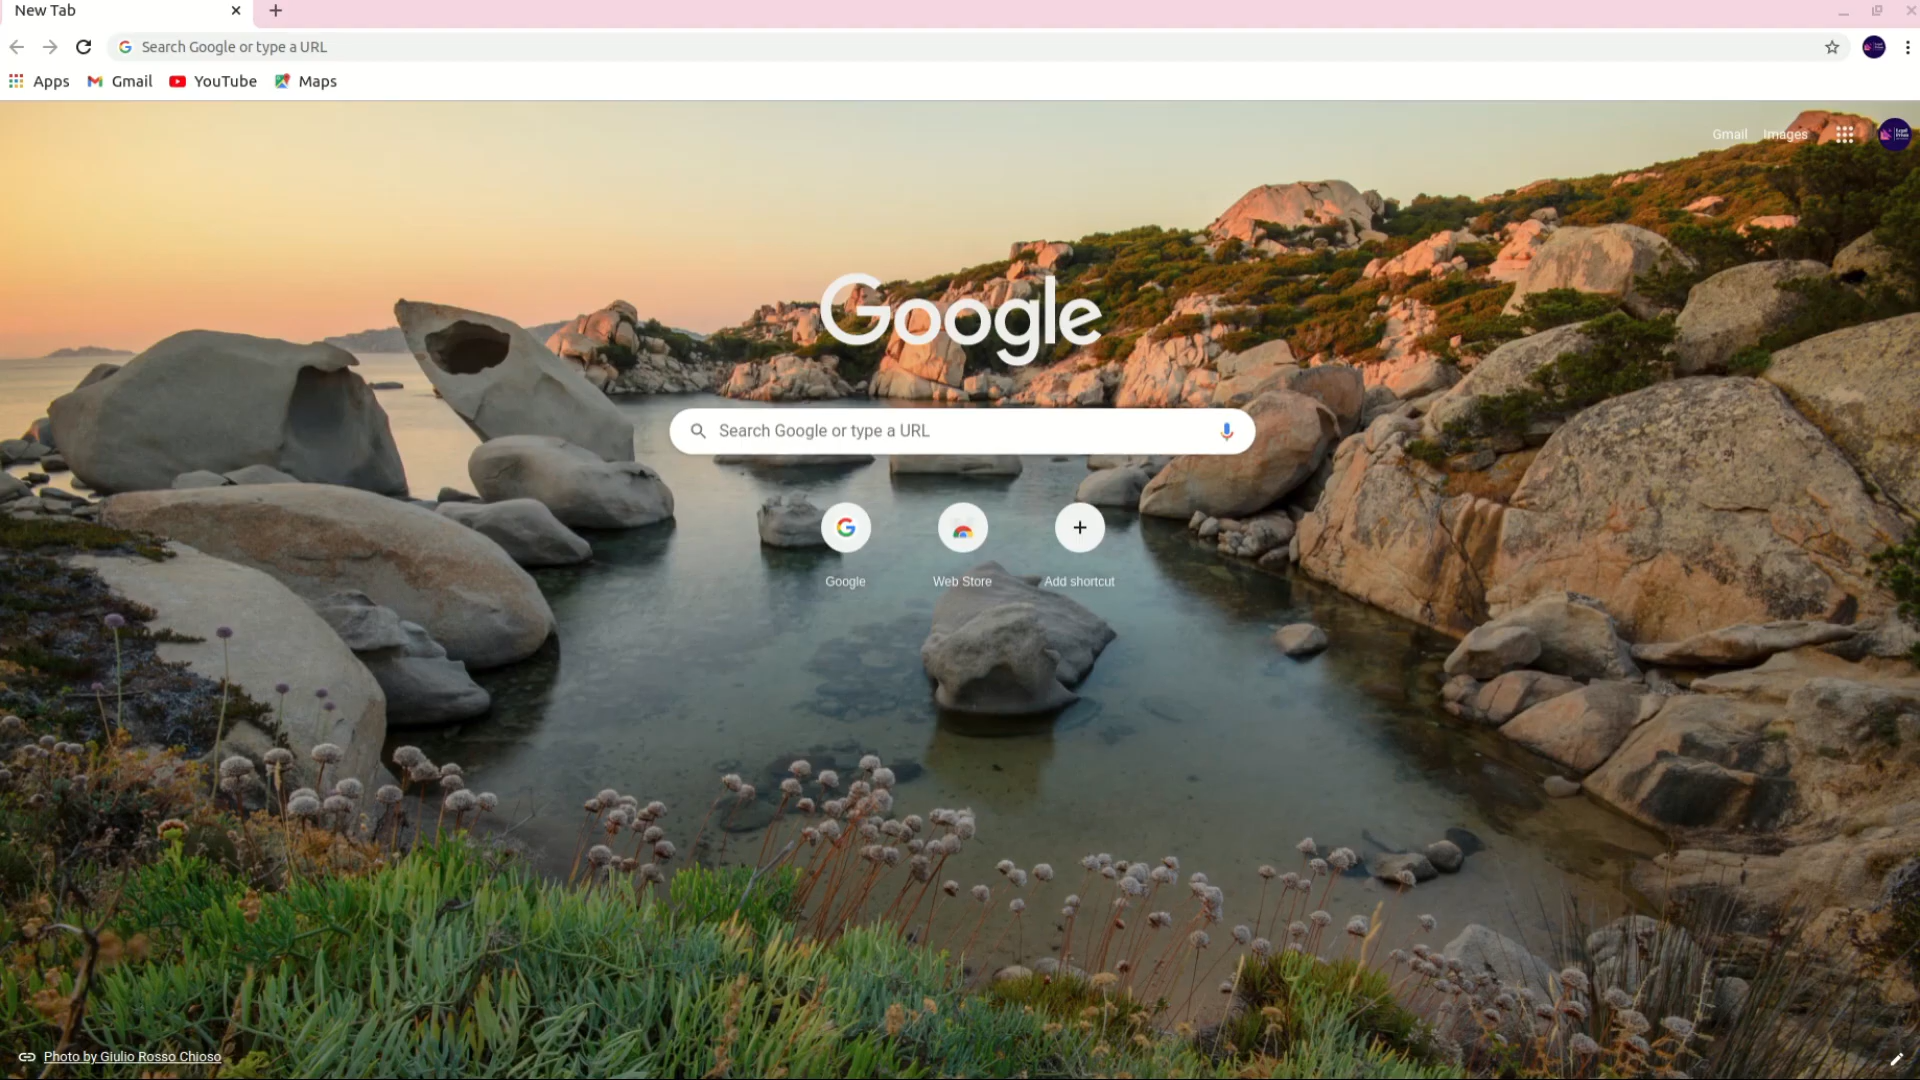 New Tab
Search Google or type a URL
Apps Gmail YouTube Maps
Gmail Images
Google
Search Google or type a URL
Google Web Store Add shortcut
Photo by Giulio Rosso Chioso